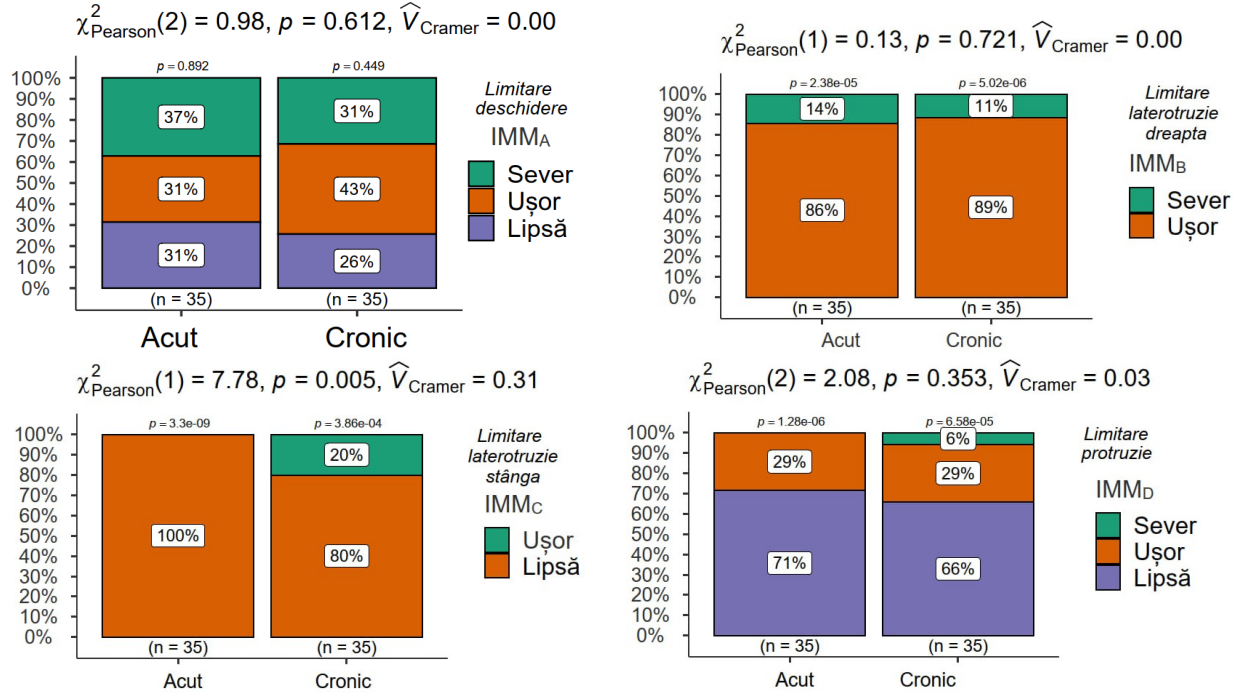 χ²Pearson(2) = 0.98, p = 0.612, V̂Cramer = 0.00
p = 0.892
p = 0.449
100%
90%
80%
70%
60%
50%
40%
30%
20%
10%
0%
37%
31%
31%
31%
43%
26%
(n = 35)
(n = 35)
Acut
Cronic
Limitare
deschidere
IMMA
Sever
Ușor
Lipsă
χ²Pearson(1) = 0.13, p = 0.721, V̂Cramer = 0.00
p = 2.38e-05
p = 5.02e-06
100%
90%
80%
70%
60%
50%
40%
30%
20%
10%
0%
14%
86%
11%
89%
(n = 35)
(n = 35)
Acut
Cronic
Limitare
laterotruzie
dreapta
IMMB
Sever
Ușor
χ²Pearson(1) = 7.78, p = 0.005, V̂Cramer = 0.31
p = 3.3e-09
p = 3.86e-04
100%
90%
80%
70%
60%
50%
40%
30%
20%
10%
0%
100%
20%
80%
(n = 35)
(n = 35)
Acut
Cronic
Limitare
laterotruzie
stânga
IMMC
Ușor
Lipsă
χ²Pearson(2) = 2.08, p = 0.353, V̂Cramer = 0.03
p = 1.28e-06
p = 6.58e-05
100%
90%
80%
70%
60%
50%
40%
30%
20%
10%
0%
29%
71%
6%
29%
66%
(n = 35)
(n = 35)
Acut
Cronic
Limitare
protruzie
IMMD
Sever
Ușor
Lipsă